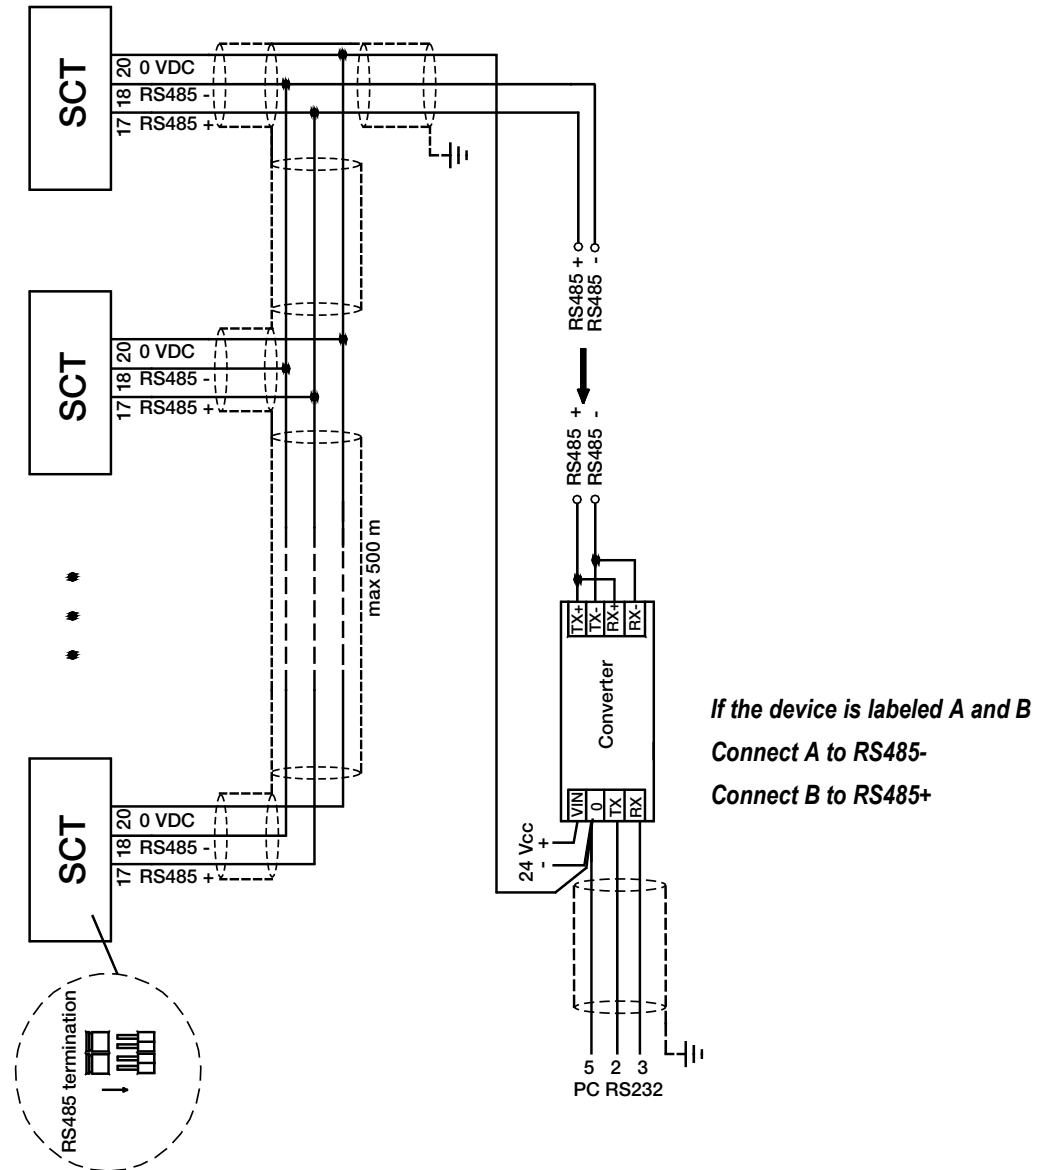 SCT
20 0 VDC
18 RS485 -
17 RS485 +
SCT
20 0 VDC
18 RS485 -
17 RS485 +
max 500 m
SCT
20 0 VDC
18 RS485 -
17 RS485 +
RS485 termination
RS485 +
RS485 -
RS485 +
RS485 -
TX+
TX-
RX+
RX-
Converter
VIN
0
TX
RX
24 Vcc
+
-
5 2 3
PC RS232
If the device is labeled A and B
Connect A to RS485-
Connect B to RS485+